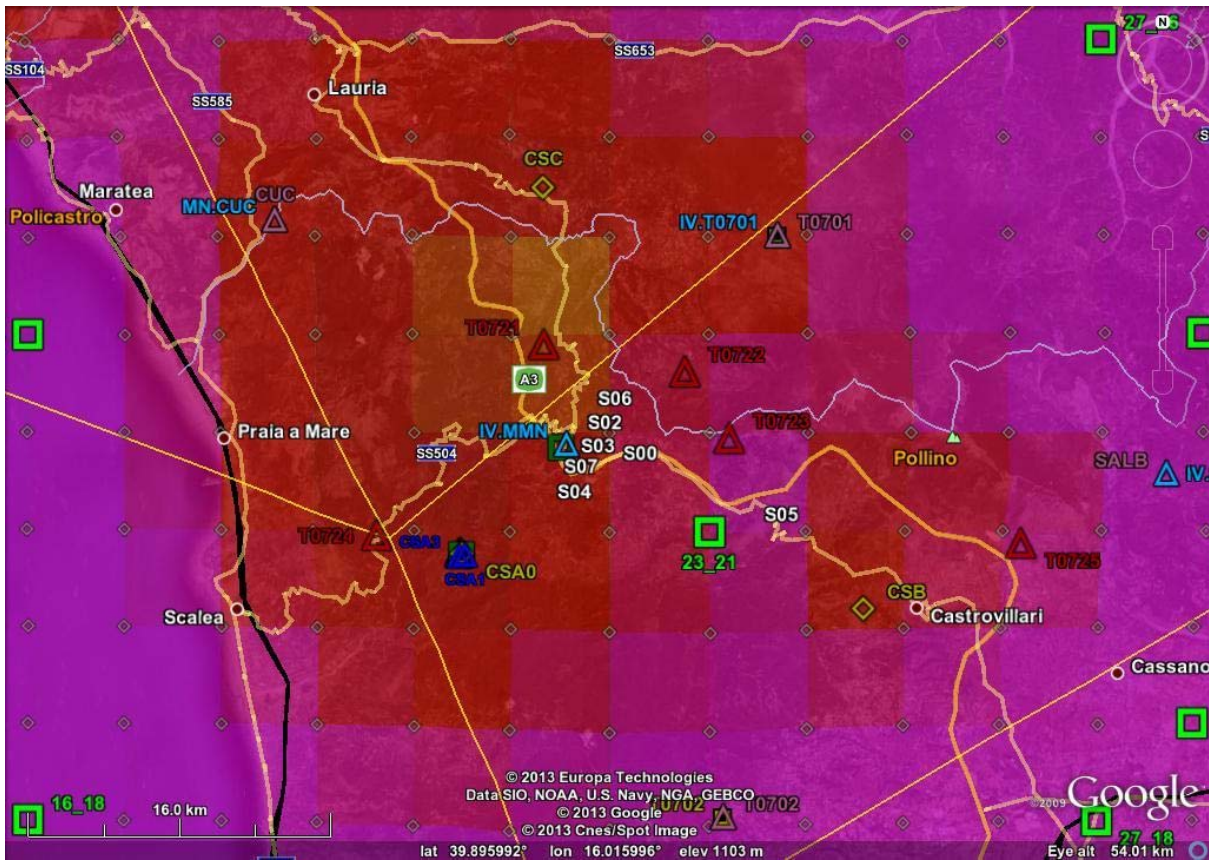 27_
N
SS653
SS104
SS585
Lauria
CSC
Maratea
CUC
MN.CUC
IV.T0701
T0701
Policastro
T0721
T0722
A3
S06
S02
T0723
Praia a Mare
IV.MMN
S03
SS504
S00
S07
Pollino
SALB
IV.
S04
S05
T0724
CSA3
T0725
23_21
CSA0
CSA1
CSB
Scalea
Castrovillari
Cassano
© 2013 Europa Technologies
Data SIO, NOAA, U.S. Navy, NGA, GEBCO
16_18
16.0 km
T0702
T0702
©2009 Google
© 2013 Google
© 2013 Cnes/Spot Image
27_18
lat 39.895992° lon 16.015996° elev 1103 m
Eye alt 54.01 km